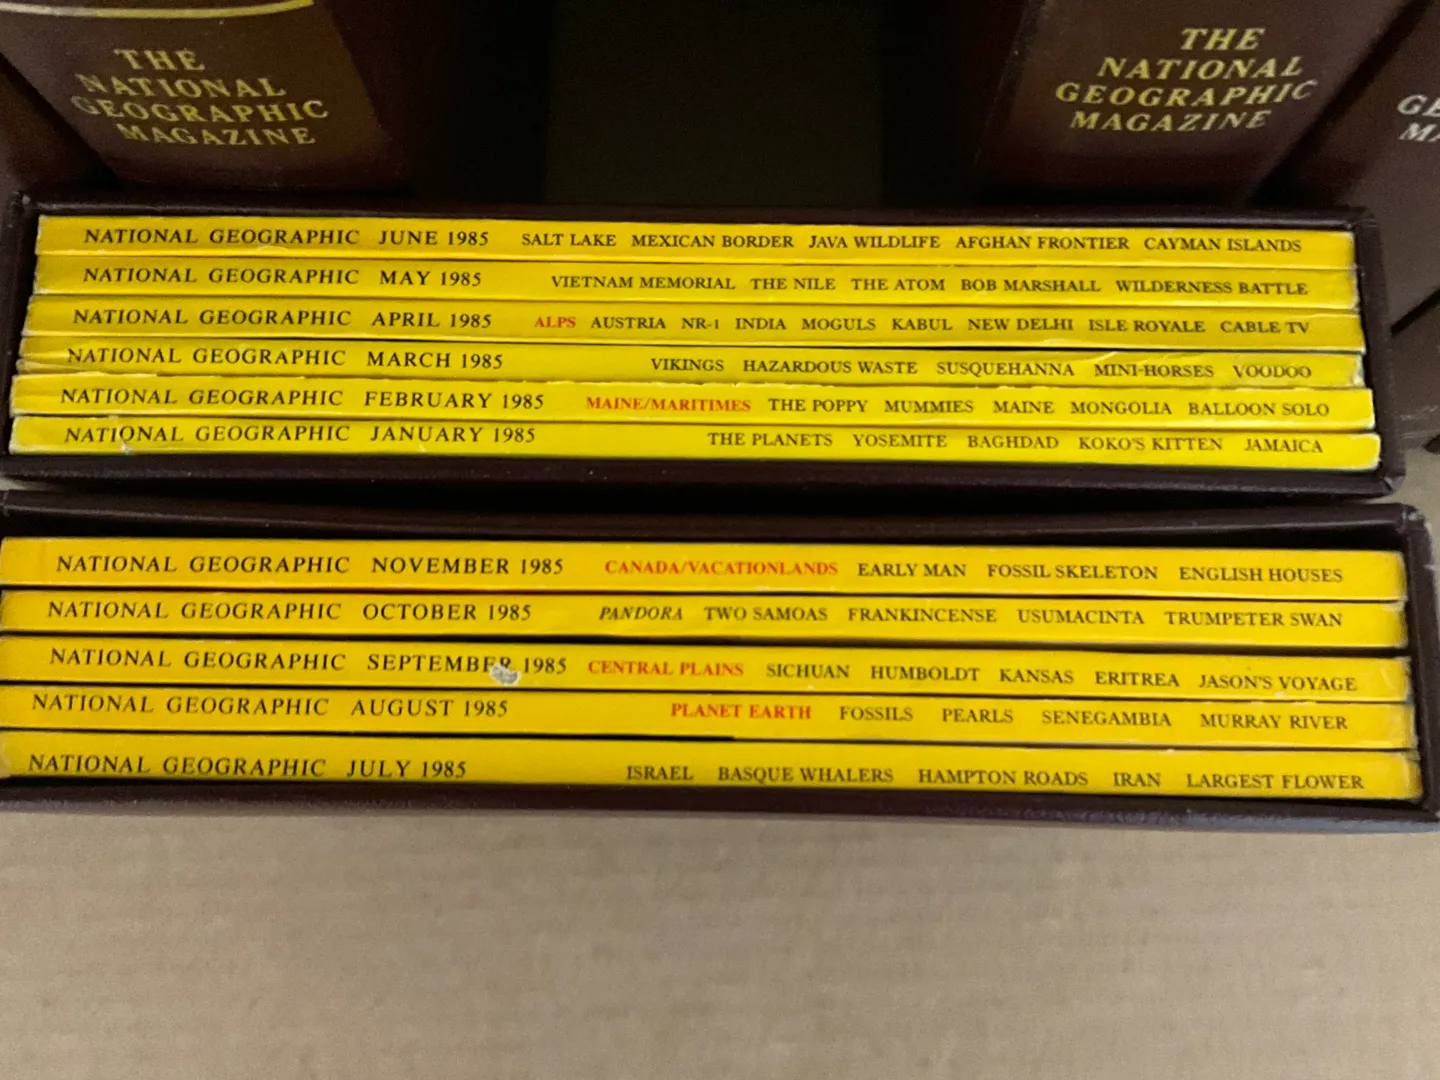 THE
NATIONAL
GEOGRAPHIC
MAGAZINE
THE
NATIONAL
GEOGRAPHIC
MAGAZINE
NATIONAL GEOGRAPHIC JUNE 1985 SALT LAKE MEXICAN BORDER JAVA WILDLIFE AFGHAN FRONTIER CAYMAN ISLANDS
NATIONAL GEOGRAPHIC MAY 1985 VIETNAM MEMORIAL THE NILE THE ATOM BOB MARSHALL WILDERNESS BATTLE
NATIONAL GEOGRAPHIC APRIL 1985 ALPS AUSTRIA NR-1 INDIA MOGULS KABUL NEW DELHI ISLE ROYALE CABLE TV
NATIONAL GEOGRAPHIC MARCH 1985 VIKINGS HAZARDOUS WASTE SUSQUEHANNA MINI-HORSES VOODOO
NATIONAL GEOGRAPHIC FEBRUARY 1985 MAINE/MARITIMES THE POPPY MUMMIES MAINE MONGOLIA BALLOON SOLO
NATIONAL GEOGRAPHIC JANUARY 1985 THE PLANETS YOSEMITE BAGHDAD KOKO'S KITTEN JAMAICA
NATIONAL GEOGRAPHIC NOVEMBER 1985 CANADA/VACATIONLANDS EARLY MAN FOSSIL SKELETON ENGLISH HOUSES
NATIONAL GEOGRAPHIC OCTOBER 1985 PANDORA TWO SAMOAS FRANKINCENSE USUMACINTA TRUMPETER SWAN
NATIONAL GEOGRAPHIC SEPTEMBER 1985 CENTRAL PLAINS SICHUAN HUMBOLDT KANSAS ERITREA JASON'S VOYAGE
NATIONAL GEOGRAPHIC AUGUST 1985 PLANET EARTH FOSSILS PEARLS SENEGAMBIA MURRAY RIVER
NATIONAL GEOGRAPHIC JULY 1985 ISRAEL BASQUE WHALERS HAMPTON ROADS IRAN LARGEST FLOWER